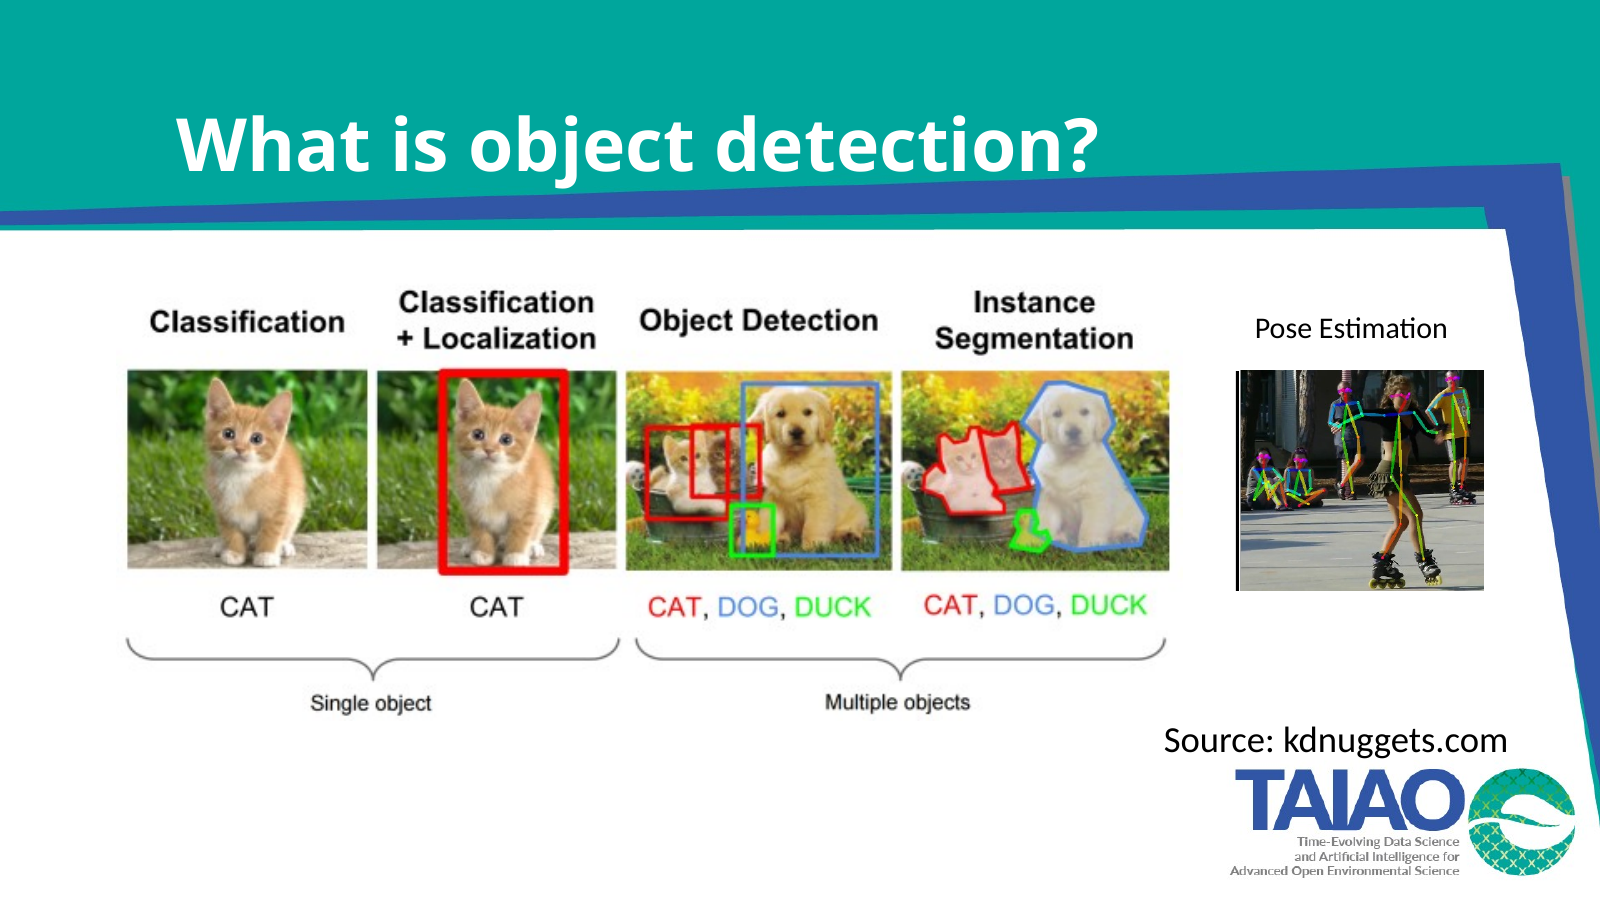 What is object detection?
Classification
Classification
+ Localization
Object Detection
Instance
Segmentation
Pose Estimation
CAT
CAT
CAT, DOG, DUCK
CAT, DOG, DUCK
Single object
Multiple objects
Source: kdnuggets.com
TAIAO
Time-Evolving Data Science
and Artificial Intelligence for
Advanced Open Environmental Science